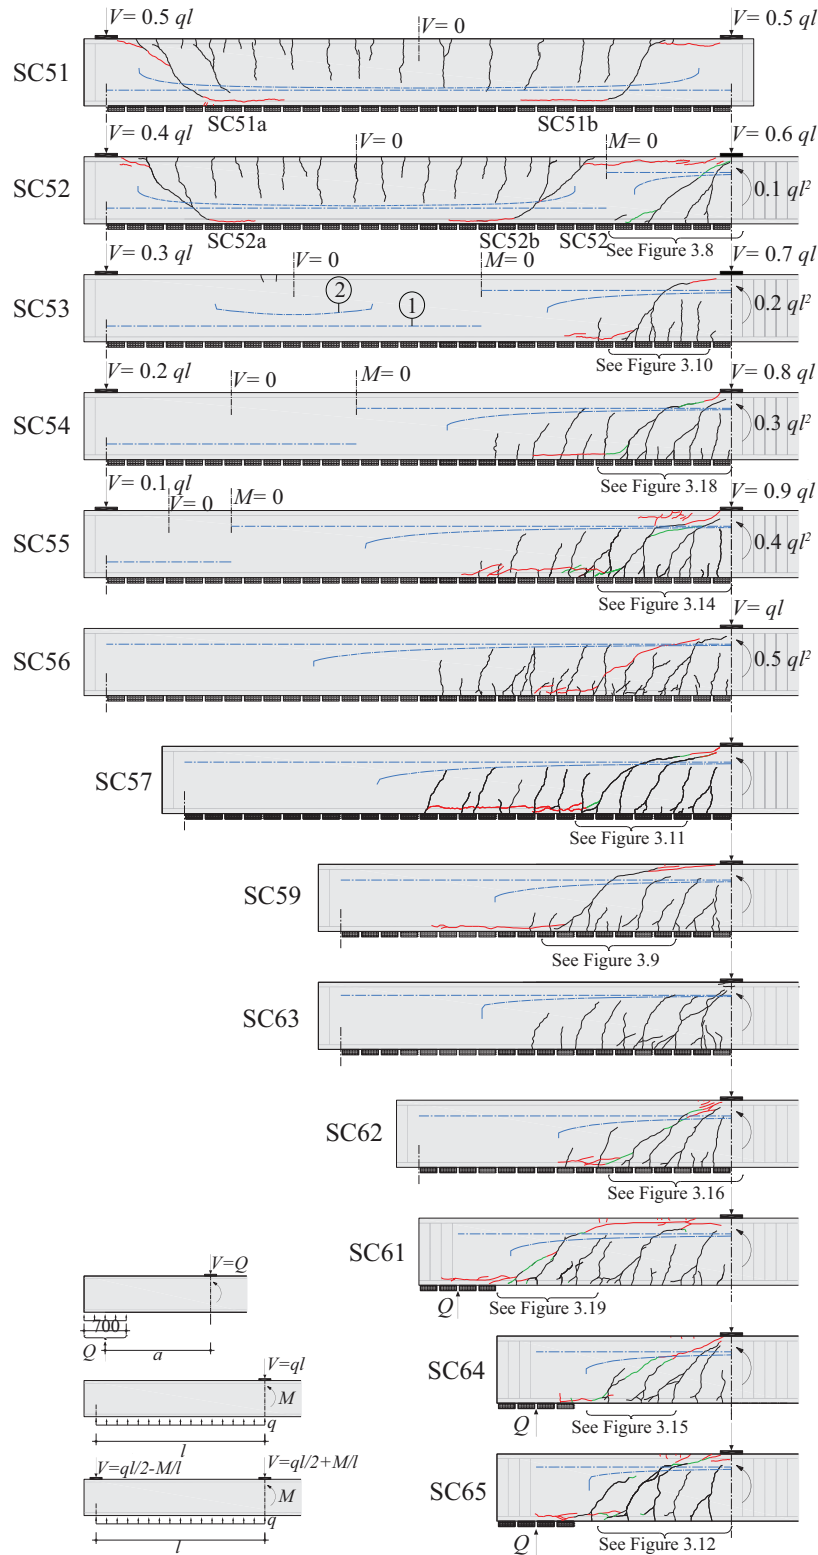 V= 0.5 ql
V= 0
V= 0.5 ql
SC51
SC51a
SC51b
V= 0.4 ql
V= 0
M= 0
V= 0.6 ql
SC52
0.1 ql²
SC52a
SC52b
SC52
See Figure 3.8
V= 0.3 ql
V= 0
M= 0
V= 0.7 ql
SC53
2
1
0.2 ql²
See Figure 3.10
V= 0.2 ql
V= 0
M= 0
V= 0.8 ql
SC54
0.3 ql²
See Figure 3.18
V= 0.1 ql
V= 0
M= 0
V= 0.9 ql
SC55
0.4 ql²
See Figure 3.14
V= ql
SC56
0.5 ql²
SC57
See Figure 3.11
SC59
See Figure 3.9
SC63
SC62
See Figure 3.16
SC61
Q
See Figure 3.19
V=Q
700
Q
a
SC64
Q
See Figure 3.15
V=ql
M
q
l
SC65
Q
See Figure 3.12
V=ql/2-M/l
V=ql/2+M/l
M
q
l